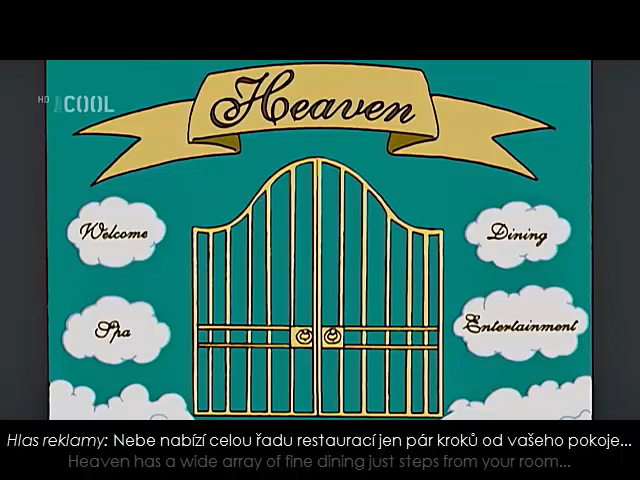 Heaven
HD COOL
Welcome
Dining
Spa
Entertainment
Hlas reklamy: Nebe nabízí celou řadu restaurací jen pár kroků od vašeho pokoje...
Heaven has a wide array of fine dining just steps from your room...